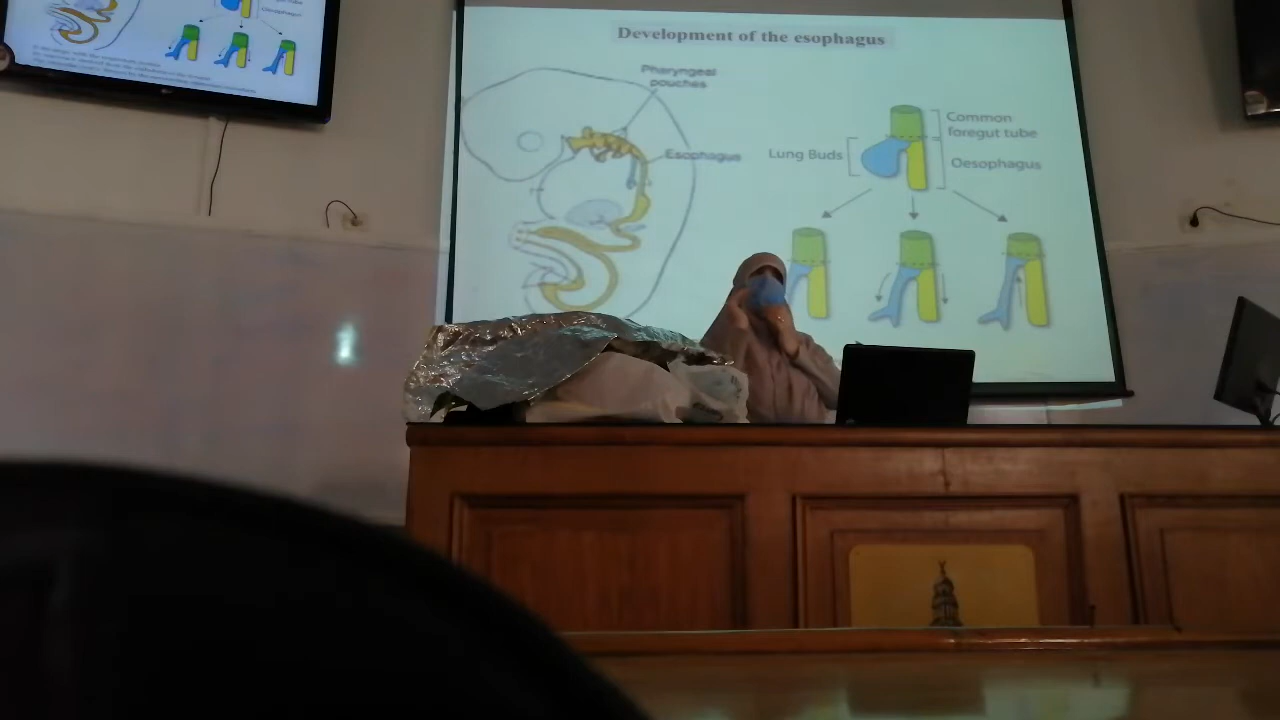 Development of the esophagus
Pharyngeal
pouches
Esophagus
Common
foregut tube
Lung Buds
Oesophagus